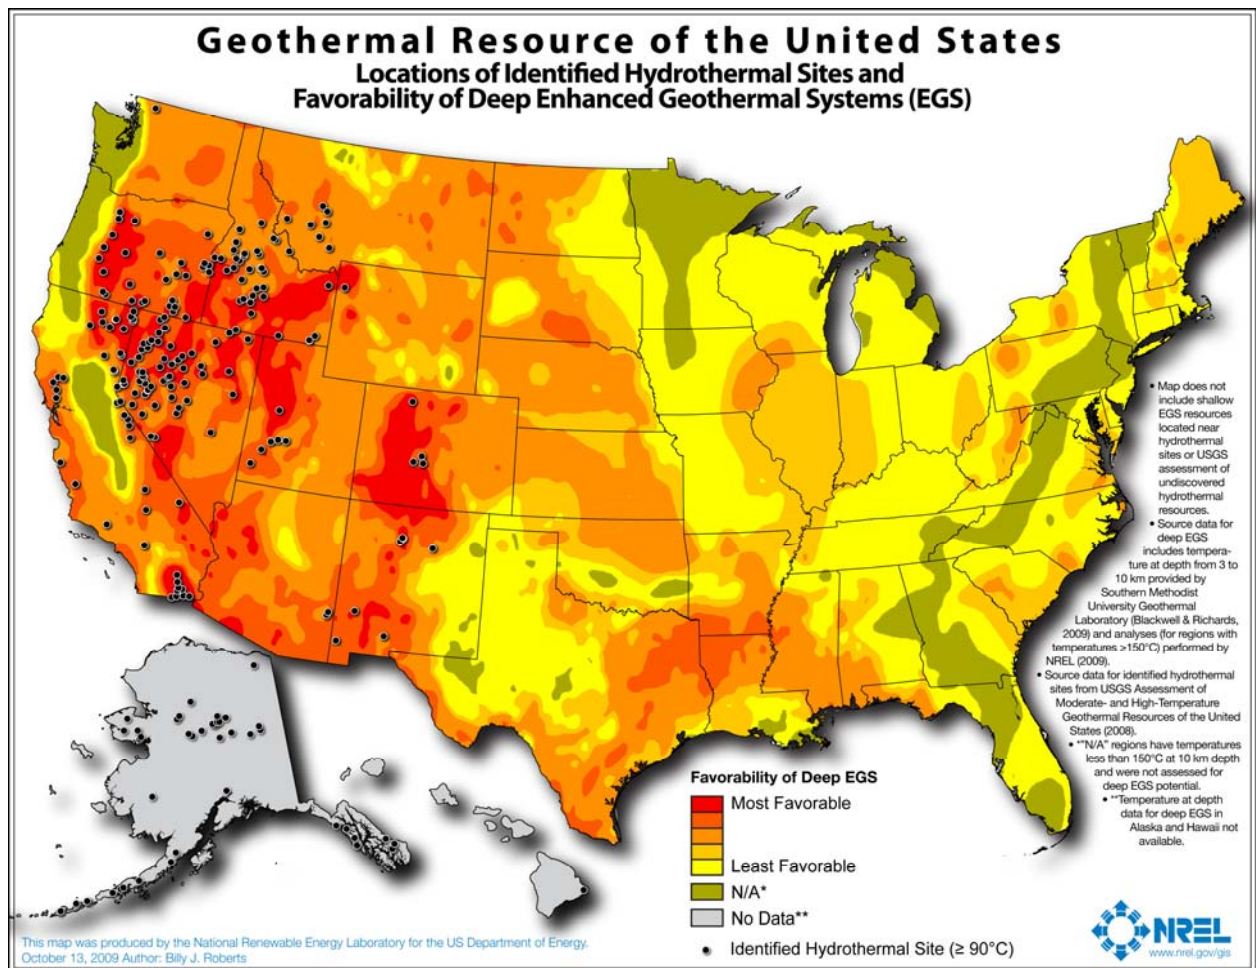 Geothermal Resource of the United States
Locations of Identified Hydrothermal Sites and
Favorability of Deep Enhanced Geothermal Systems (EGS)
• Map does not
include shallow
EGS resources
located near
hydrothermal
sites or USGS
assessment of
undiscovered
hydrothermal
resources.
• Source data for
deep EGS
includes tempera-
ture at depth from 3 to
10 km provided by
Southern Methodist
University Geothermal
Laboratory (Blackwell & Richards,
2009) and analyses (for regions with
temperatures >150°C) performed by
NREL (2009).
• Source data for identified hydrothermal
sites from USGS Assessment of
Moderate- and High-Temperature
Geothermal Resources of the United
States (2008).
• *"N/A" regions have temperatures
less than 150°C at 10 km depth
and were not assessed for
deep EGS potential.
• **Temperature at depth
data for deep EGS in
Alaska and Hawaii not
available.
Favorability of Deep EGS
Most Favorable
Least Favorable
N/A*
No Data**
Identified Hydrothermal Site (≥ 90°C)
This map was produced by the National Renewable Energy Laboratory for the US Department of Energy.
October 13, 2009 Author: Billy J. Roberts
NREL
www.nrel.gov/gis